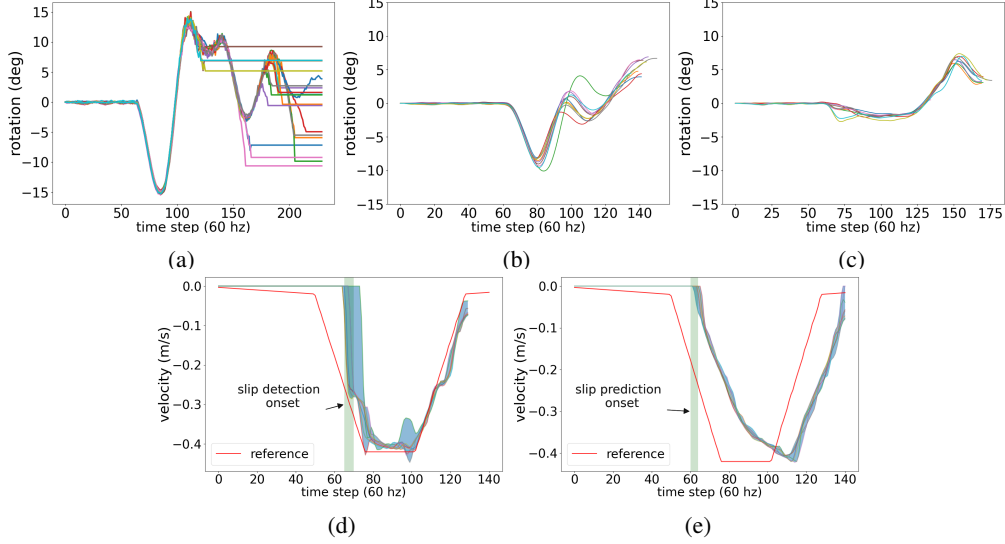 15
10
5
0
−5
−10
−15
rotation (deg)
0 50 100 150 200
time step (60 hz)
(a)
15
10
5
0
−5
−10
−15
rotation (deg)
0 20 40 60 80 100 120 140
time step (60 hz)
(b)
15
10
5
0
−5
−10
−15
rotation (deg)
0 25 50 75 100 125 150 175
time step (60 hz)
(c)
0.0
−0.1
−0.2
−0.3
−0.4
velocity (m/s)
slip detection
onset
reference
0 20 40 60 80 100 120 140
time step (60 hz)
(d)
0.0
−0.1
−0.2
−0.3
−0.4
velocity (m/s)
slip prediction
onset
reference
0 20 40 60 80 100 120 140
time step (60 hz)
(e)